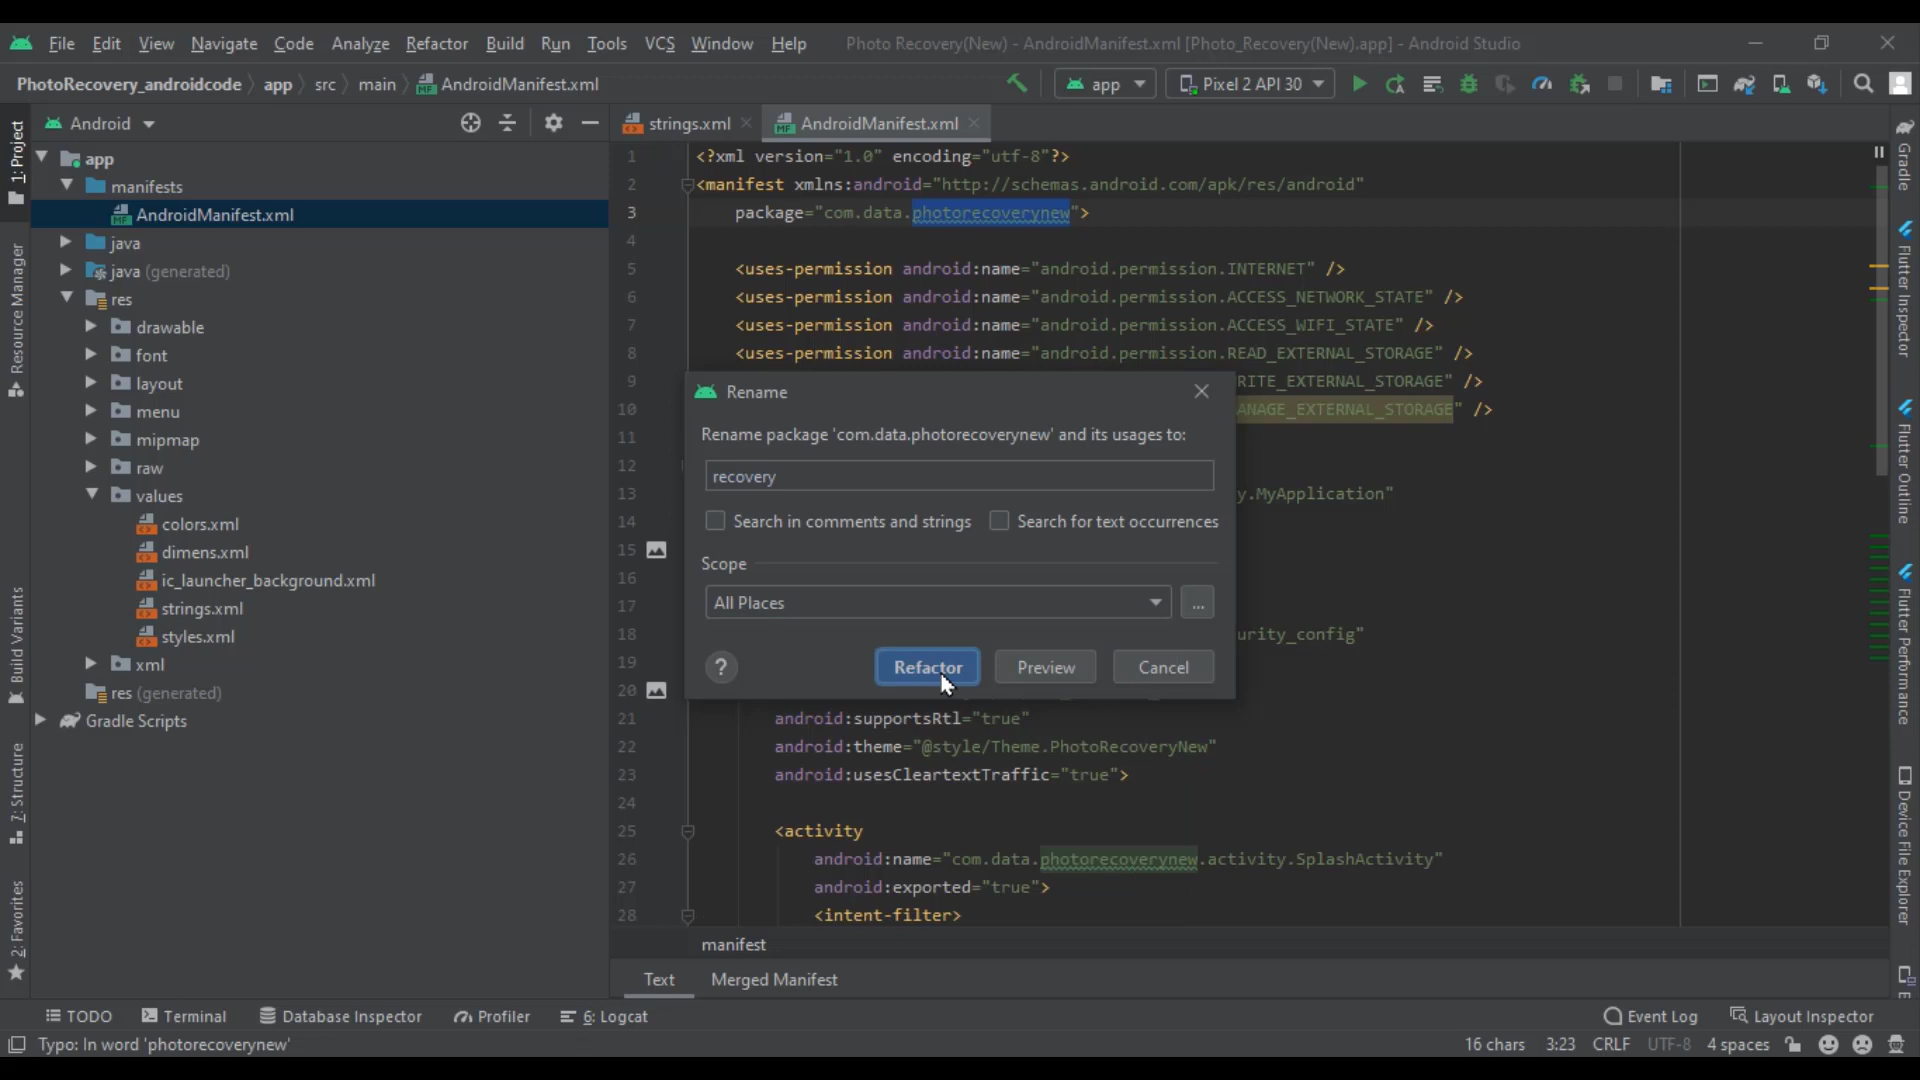 File Edit View Navigate Code Analyze Refactor Build Run Tools VCS Window Help Photo Recovery(New) - AndroidManifest.xml [Photo_Recovery(New).app] - Android Studio
PhotoRecovery_androidcode app src main AndroidManifest.xml app Pixel 2 API 30
1: Project
Resource Manager
Build Variants
7: Structure
2: Favorites
Android
app
manifests
AndroidManifest.xml
java
java (generated)
res
drawable
font
layout
menu
mipmap
raw
values
colors.xml
dimens.xml
ic_launcher_background.xml
strings.xml
styles.xml
xml
res (generated)
Gradle Scripts
strings.xml AndroidManifest.xml
1 <?xml version="1.0" encoding="utf-8"?>
2 <manifest xmlns:android="http://schemas.android.com/apk/res/android"
3 package="com.data.photorecoverynew">
4
5 <uses-permission android:name="android.permission.INTERNET" />
6 <uses-permission android:name="android.permission.ACCESS_NETWORK_STATE" />
7 <uses-permission android:name="android.permission.ACCESS_WIFI_STATE" />
8 <uses-permission android:name="android.permission.READ_EXTERNAL_STORAGE" />
9 RITE_EXTERNAL_STORAGE" />
10 ANAGE_EXTERNAL_STORAGE" />
11
12
13 y.MyApplication"
14
15
16
17
18 urity_config"
19
20
21 android:supportsRtl="true"
22 android:theme="@style/Theme.PhotoRecoveryNew"
23 android:usesCleartextTraffic="true">
24
25 <activity
26 android:name="com.data.photorecoverynew.activity.SplashActivity"
27 android:exported="true">
28 <intent-filter>
Rename
Rename package 'com.data.photorecoverynew' and its usages to:
recovery
Search in comments and strings Search for text occurrences
Scope
All Places ...
? Refactor Preview Cancel
manifest
Text Merged Manifest
Gradle
Flutter Inspector
Flutter Outline
Flutter Performance
Device File Explorer
TODO Terminal Database Inspector Profiler 6: Logcat Event Log Layout Inspector
Typo: In word 'photorecoverynew' 16 chars 3:23 CRLF UTF-8 4 spaces